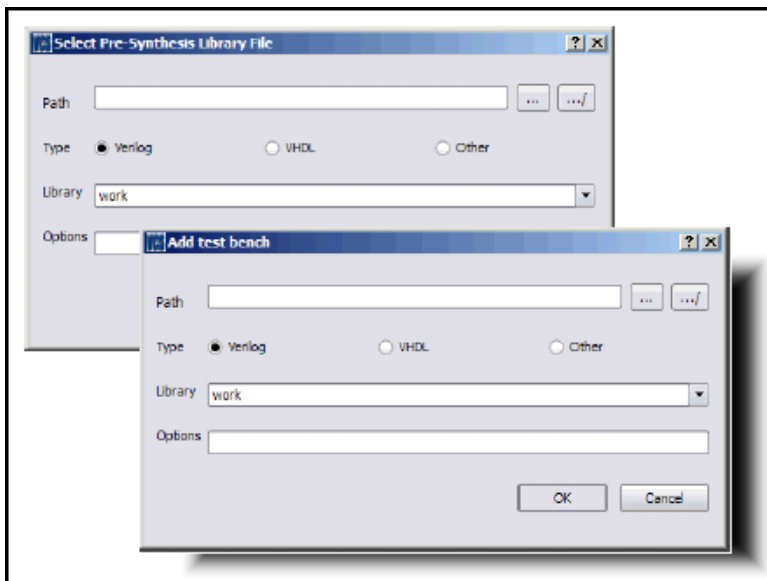 Select Pre-Synthesis Library File
Path
...
.../
Type
Verilog
VHDL
Other
Library
work
Options
Add test bench
Path
...
.../
Type
Verilog
VHDL
Other
Library
work
Options
OK
Cancel